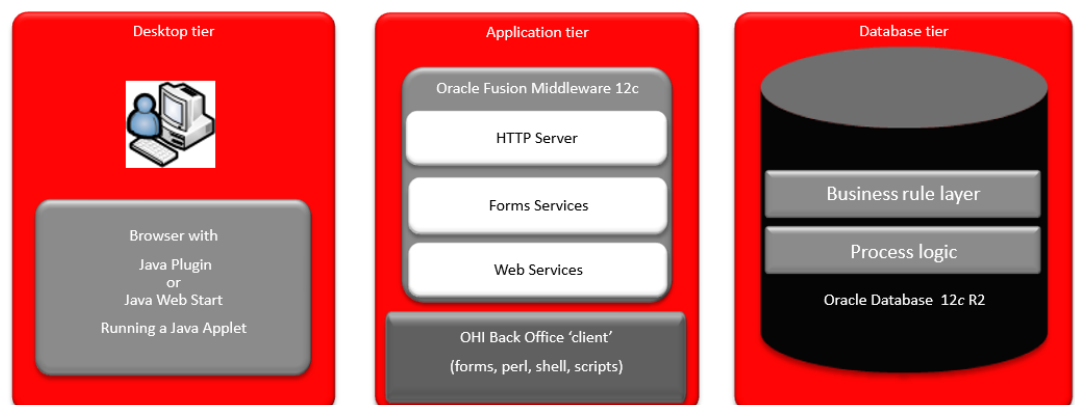 Desktop tier
Browser with
Java Plugin
or
Java Web Start
Running a Java Applet
Application tier
Oracle Fusion Middleware 12c
HTTP Server
Forms Services
Web Services
OHI Back Office ‘client’
(forms, perl, shell, scripts)
Database tier
Business rule layer
Process logic
Oracle Database 12c R2